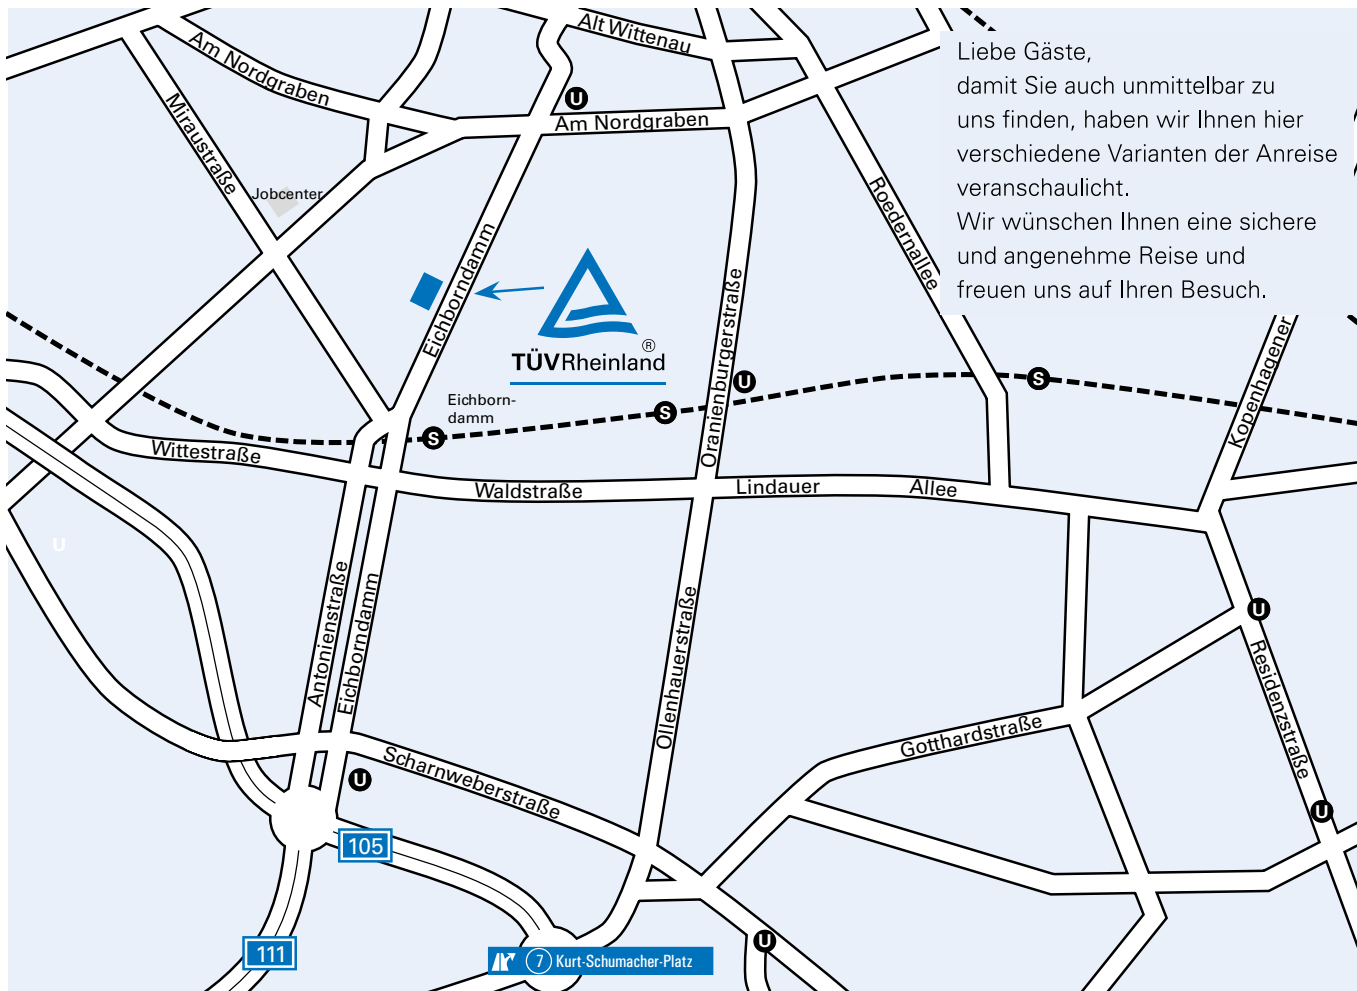 Liebe Gäste,
damit Sie auch unmittelbar zu
uns finden, haben wir Ihnen hier
verschiedene Varianten der Anreise
veranschaulicht.
Wir wünschen Ihnen eine sichere
und angenehme Reise und
freuen uns auf Ihren Besuch.
Alt Wittenau
Am Nordgraben
U
Am Nordgraben
Miraustraße
Jobcenter
Roedernallee
Eichborndamm
Oranienburgerstraße
®
TÜVRheinland
Kopenhagener
U
S
Eichborn-
damm
S
S
Wittestraße
Waldstraße
Lindauer
Allee
U
Antonienstraße
Eichborndamm
Ollenhauerstraße
U
Residenzstraße
Gotthardstraße
Scharnweberstraße
U
U
105
111
U
7 Kurt-Schumacher-Platz